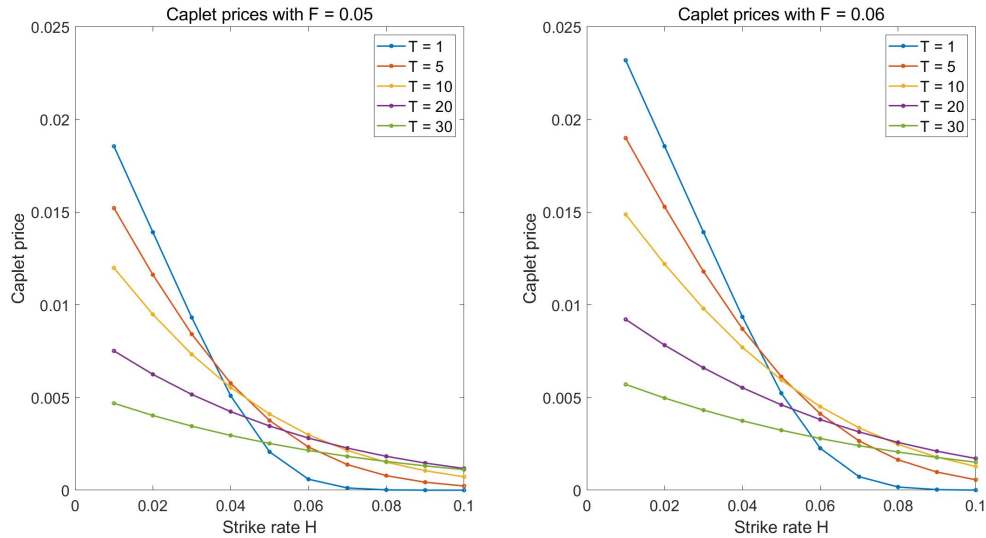 Caplet prices with F = 0.05
0.025
0.02
0.015
0.01
0.005
0
Caplet price
T = 1
T = 5
T = 10
T = 20
T = 30
0 0.02 0.04 0.06 0.08 0.1
Strike rate H
Caplet prices with F = 0.06
0.025
0.02
0.015
0.01
0.005
0
Caplet price
T = 1
T = 5
T = 10
T = 20
T = 30
0 0.02 0.04 0.06 0.08 0.1
Strike rate H